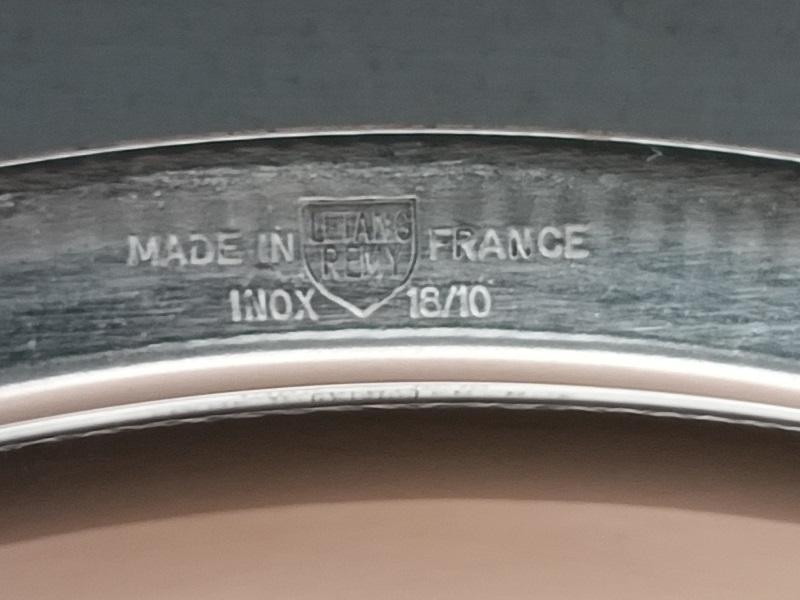 MADE IN LETANG FRANCE
REMY
INOX 18/10